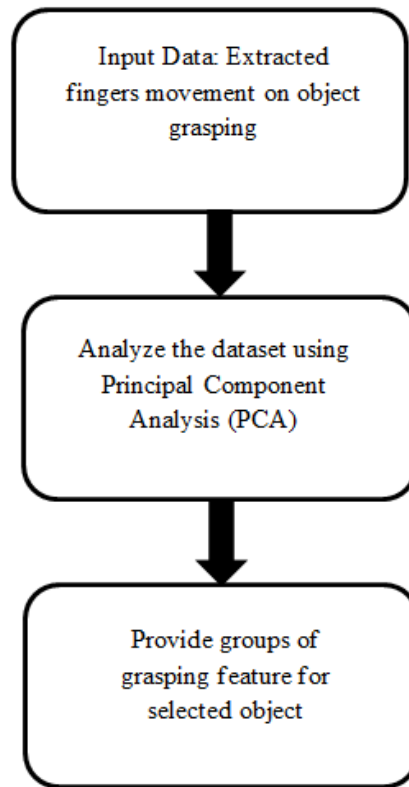 Input Data: Extracted
fingers movement on object
grasping
Analyze the dataset using
Principal Component
Analysis (PCA)
Provide groups of
grasping feature for
selected object